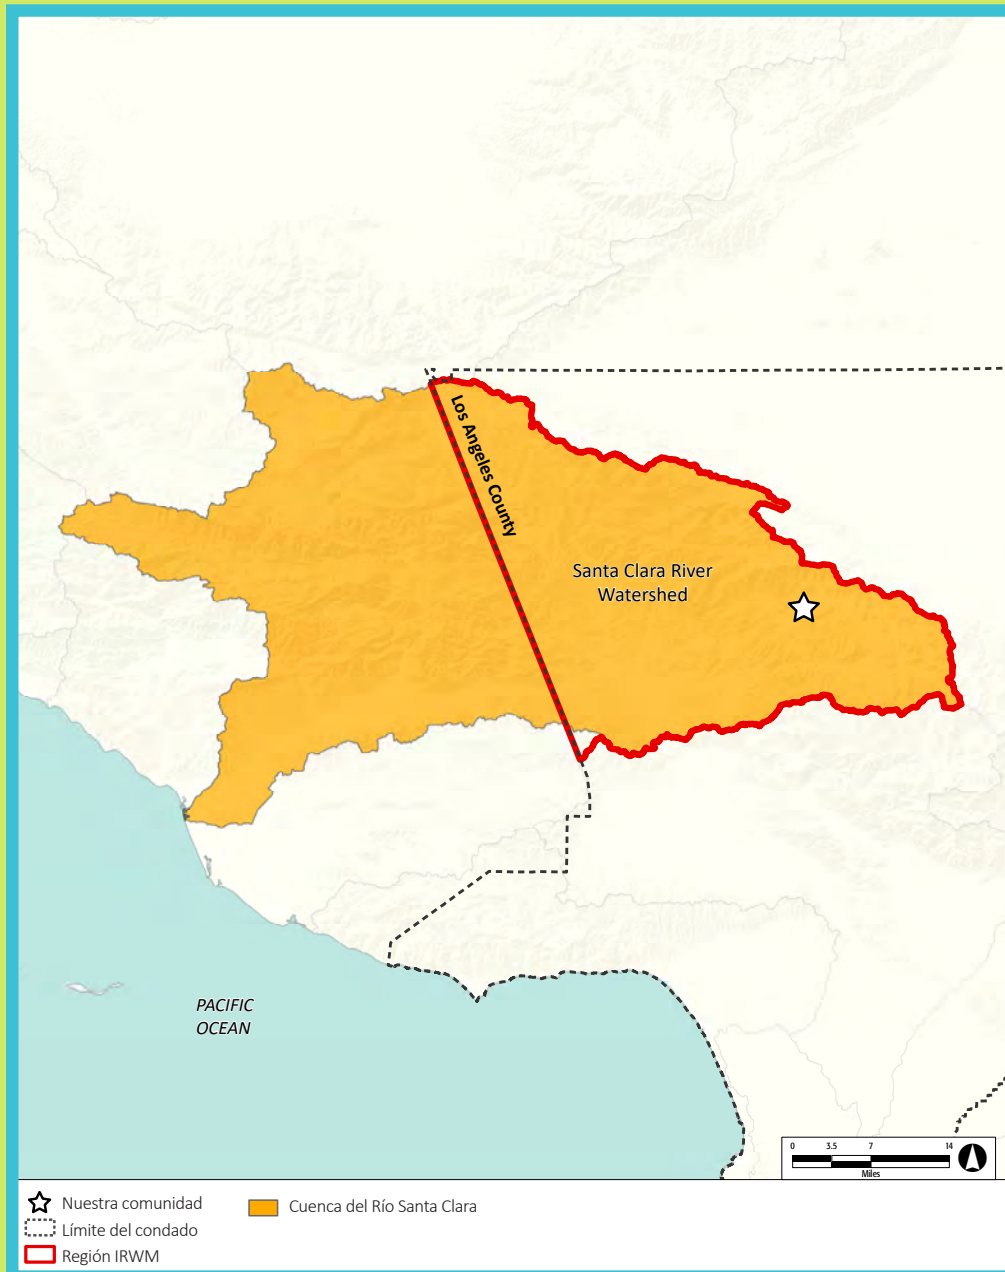 Los Angeles County
Santa Clara River
Watershed
PACIFIC
OCEAN
0 3.5 7 14
Miles
Nuestra comunidad
Límite del condado
Región IRWM
Cuenca del Río Santa Clara